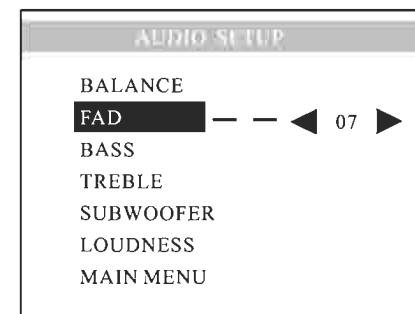 AUDIO SETUP
BALANCE
FAD — — ◀ 07 ▶
BASS
TREBLE
SUBWOOFER
LOUDNESS
MAIN MENU